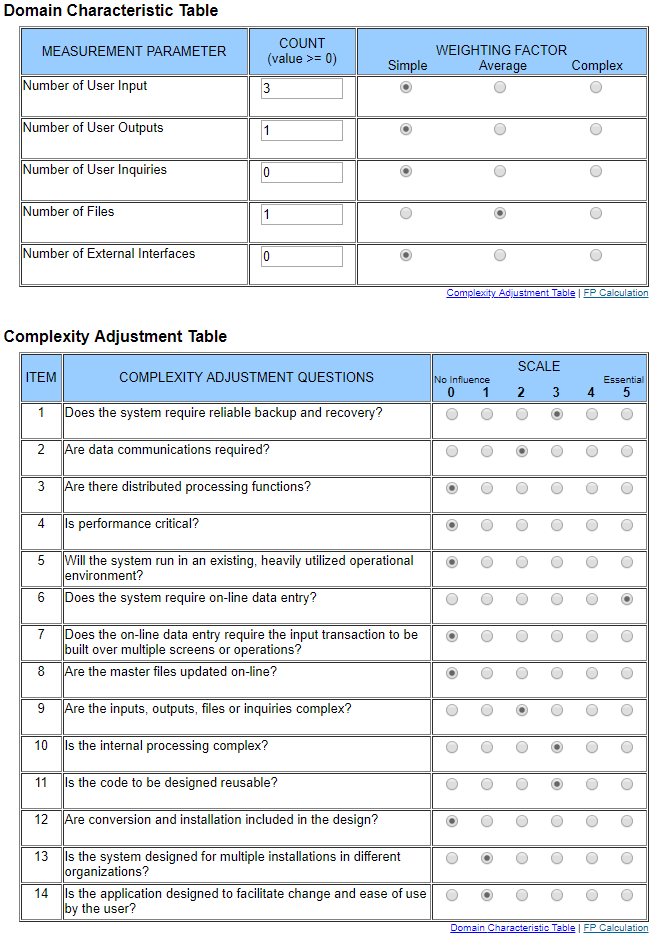 Domain Characteristic Table
MEASUREMENT PARAMETER
COUNT
(value >= 0)
WEIGHTING FACTOR
Simple Average Complex
Number of User Input 3
Number of User Outputs 1
Number of User Inquiries 0
Number of Files 1
Number of External Interfaces 0
Complexity Adjustment Table | FP Calculation
Complexity Adjustment Table
ITEM COMPLEXITY ADJUSTMENT QUESTIONS
SCALE
No Influence Essential
0 1 2 3 4 5
1 Does the system require reliable backup and recovery?
2 Are data communications required?
3 Are there distributed processing functions?
4 Is performance critical?
5 Will the system run in an existing, heavily utilized operational
environment?
6 Does the system require on-line data entry?
7 Does the on-line data entry require the input transaction to be
built over multiple screens or operations?
8 Are the master files updated on-line?
9 Are the inputs, outputs, files or inquiries complex?
10 Is the internal processing complex?
11 Is the code to be designed reusable?
12 Are conversion and installation included in the design?
13 Is the system designed for multiple installations in different
organizations?
14 Is the application designed to facilitate change and ease of use
by the user?
Domain Characteristic Table | FP Calculation